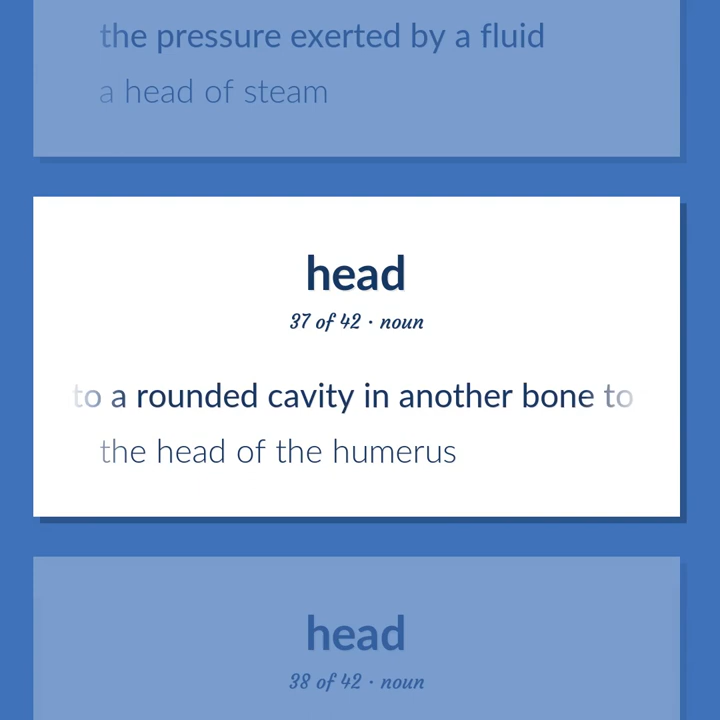 the pressure exerted by a fluid
a head of steam
head
37 of 42 · noun
to a rounded cavity in another bone to
the head of the humerus
head
38 of 42 · noun